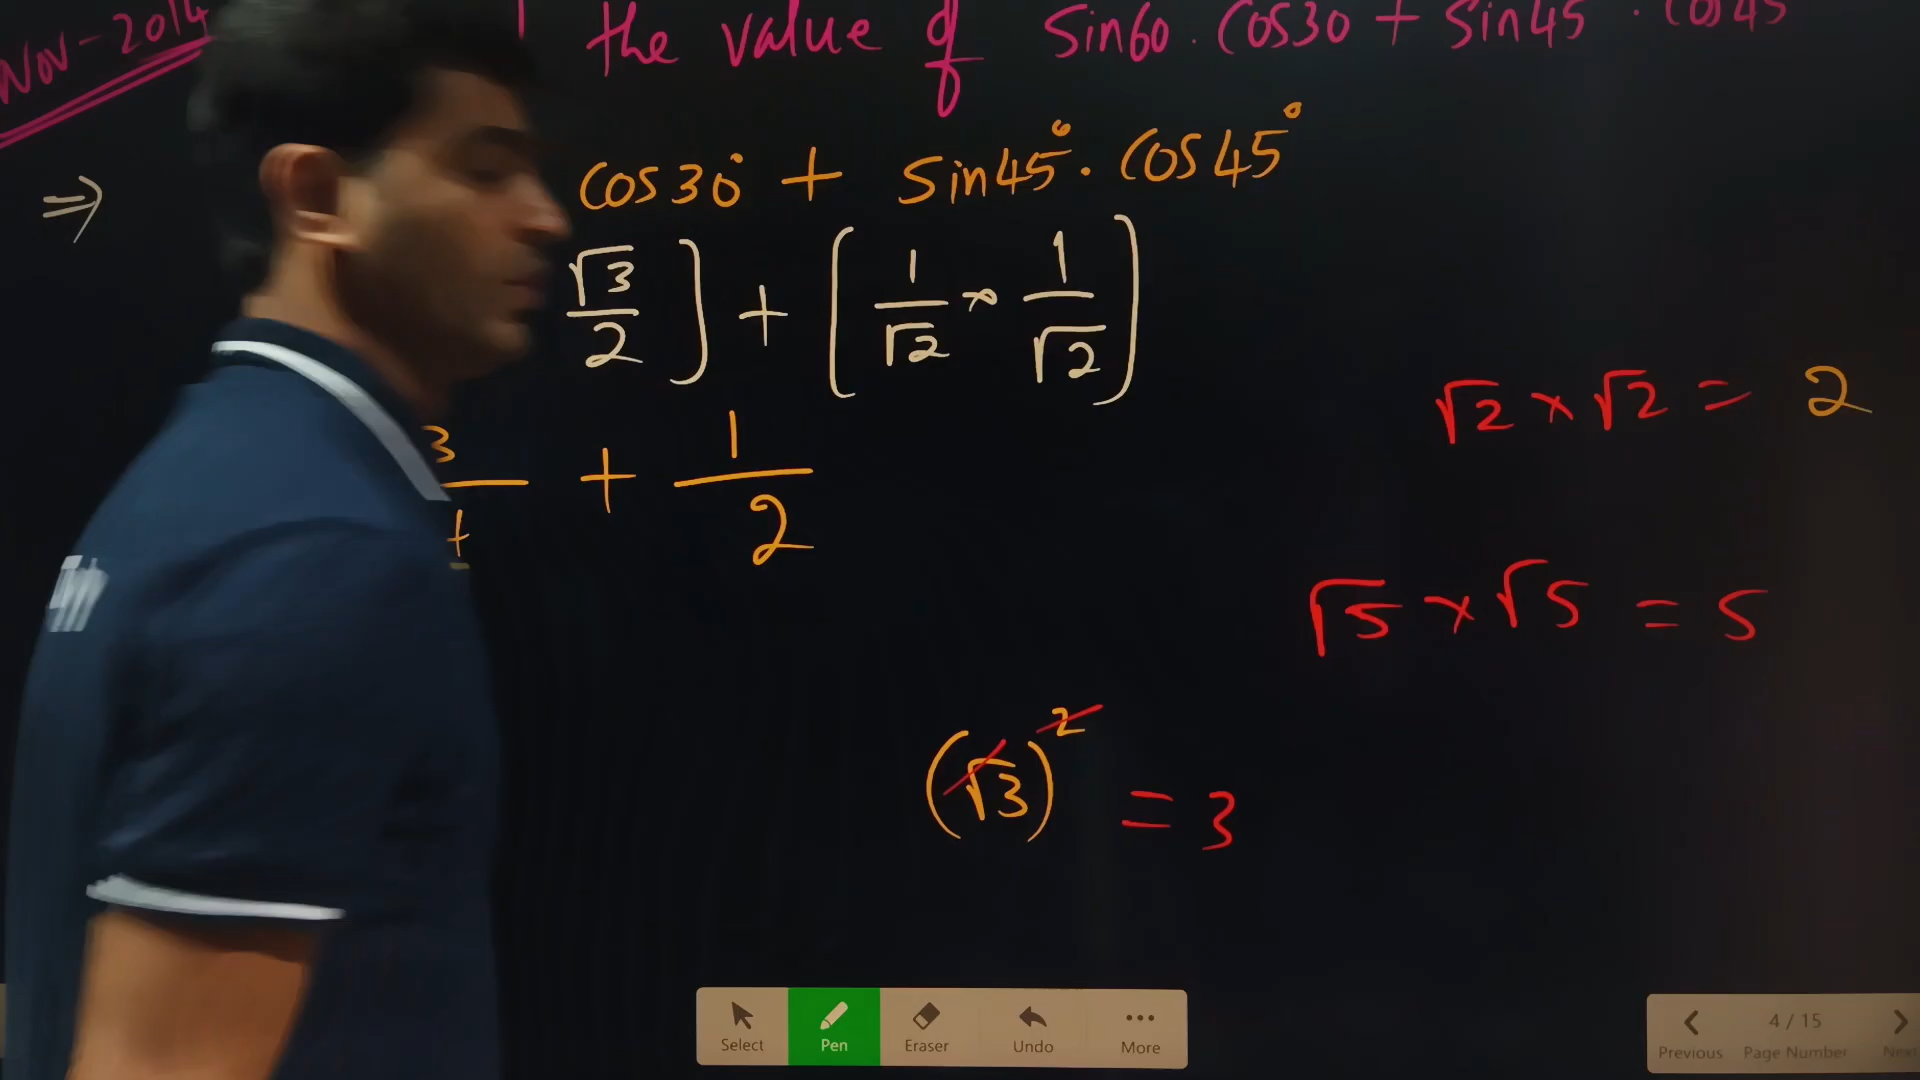 Nov-2014
the value of Sin60 . Cos30 + Sin45 . Cos45
⇒ Cos30° + Sin45° . Cos45°
√3/2 ] + [ 1/√2 × 1/√2 ]
√2 × √2 = 2
3 + 1/2
√5 × √5 = 5
(√3)² = 3
Select Pen Eraser Undo More
4 / 15
Previous Page Number Next